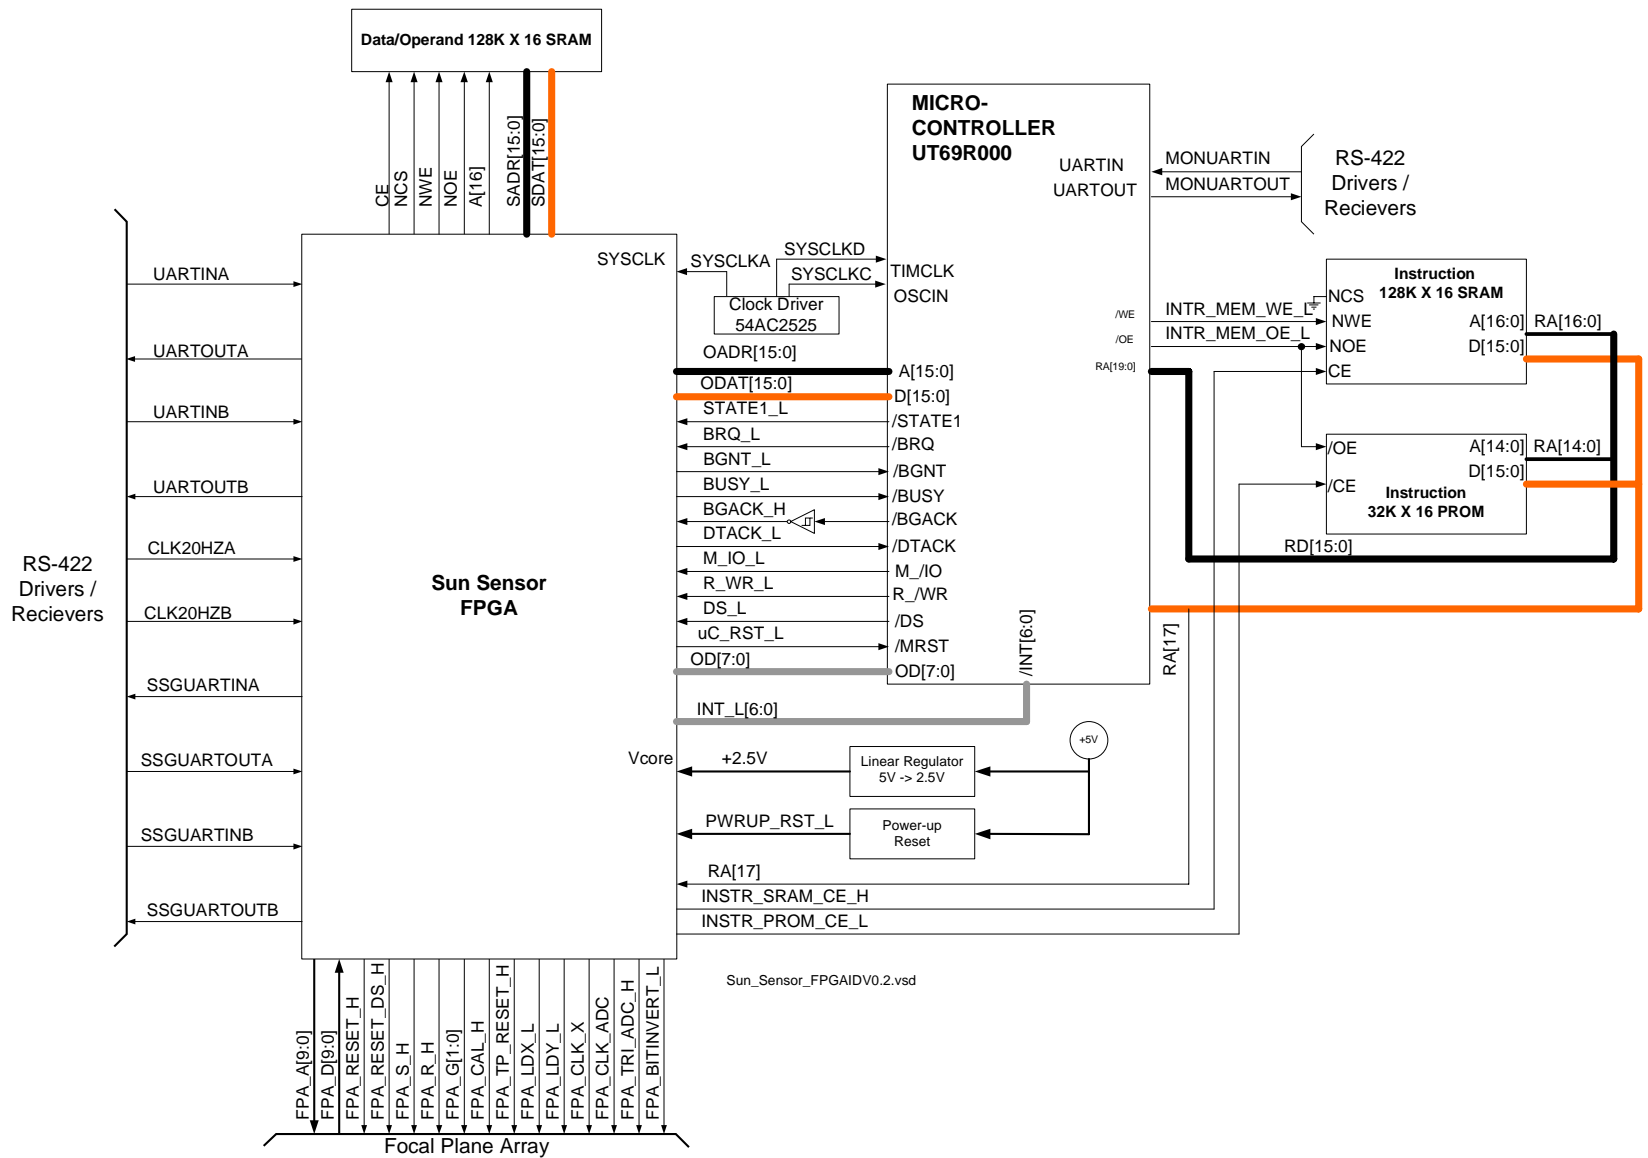 Data/Operand 128K X 16 SRAM
CE
NCS
NWE
NOE
A[16]
SADR[15:0]
SDAT[15:0]
MICRO-
CONTROLLER
UT69R000
UARTIN
UARTOUT
MONUARTIN
MONUARTOUT
RS-422
Drivers /
Recievers
SYSCLK
SYSCLKA
SYSCLKD
SYSCLKC
TIMCLK
OSCIN
Clock Driver
54AC2525
/WE
/OE
RA[19:0]
INTR_MEM_WE_L
INTR_MEM_OE_L
Instruction
128K X 16 SRAM
NCS
NWE
NOE
CE
A[16:0]
D[15:0]
RA[16:0]
/OE
/CE
A[14:0]
D[15:0]
RA[14:0]
Instruction
32K X 16 PROM
RD[15:0]
RA[17]
OADR[15:0]
ODAT[15:0]
STATE1_L
BRQ_L
BGNT_L
BUSY_L
BGACK_H
DTACK_L
M_IO_L
R_WR_L
DS_L
uC_RST_L
OD[7:0]
INT_L[6:0]
A[15:0]
D[15:0]
/STATE1
/BRQ
/BGNT
/BUSY
/BGACK
/DTACK
M_/IO
R_/WR
/DS
/MRST
OD[7:0]
/INT[6:0]
UARTINA
UARTOUTA
UARTINB
UARTOUTB
CLK20HZA
CLK20HZB
SSGUARTINA
SSGUARTOUTA
SSGUARTINB
SSGUARTOUTB
RS-422
Drivers /
Recievers
Sun Sensor
FPGA
Vcore
+2.5V
Linear Regulator
5V -> 2.5V
+5V
PWRUP_RST_L
Power-up
Reset
RA[17]
INSTR_SRAM_CE_H
INSTR_PROM_CE_L
Sun_Sensor_FPGAIDV0.2.vsd
FPA_A[9:0]
FPA_D[9:0]
FPA_RESET_H
FPA_RESET_DS_H
FPA_S_H
FPA_R_H
FPA_G[1:0]
FPA_CAL_H
FPA_TP_RESET_H
FPA_LDX_L
FPA_LDY_L
FPA_CLK_X
FPA_CLK_ADC
FPA_TRI_ADC_H
FPA_BITINVERT_L
Focal Plane Array